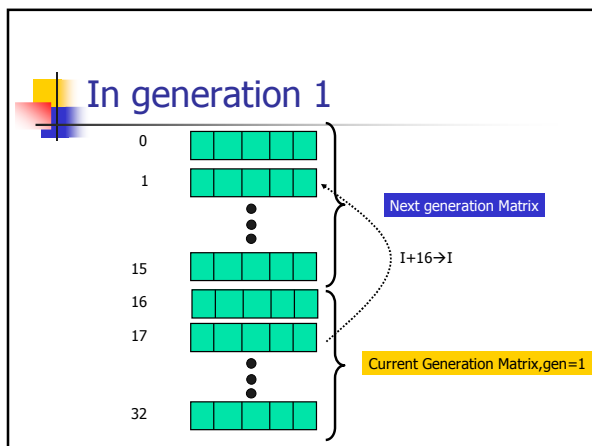 In generation 1
0
1
Next generation Matrix
I+16→I
15
16
17
Current Generation Matrix,gen=1
32